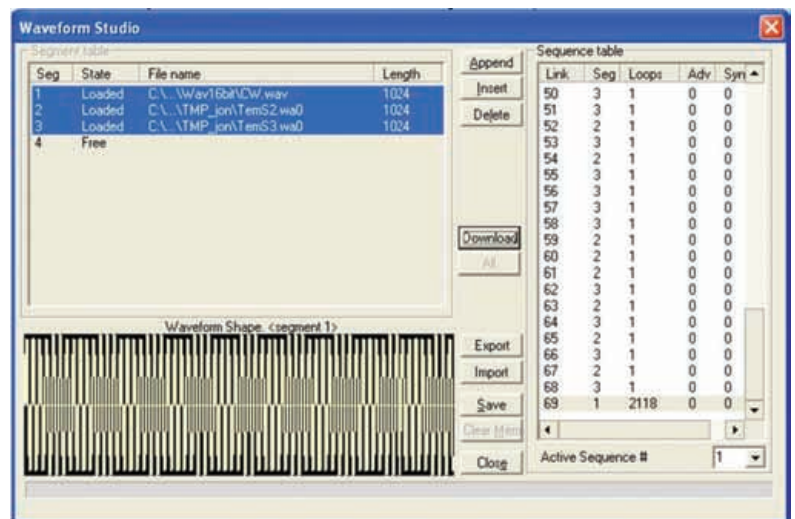 Waveform Studio
Segment table
Seg State File name Length
1 Loaded C:\...\Wav16bit\CW.wav 1024
2 Loaded C:\...\TMP_jon\TemS2.wa0 1024
3 Loaded C:\...\TMP_jon\TemS3.wa0 1024
4 Free
Waveform Shape. <segment 1>
Append
Insert
Delete
Download
All
Export
Import
Save
Clear Mem
Close
Sequence table
Link Seg Loops Adv Syn
50 3 1 0 0
51 3 1 0 0
52 2 1 0 0
53 3 1 0 0
54 2 1 0 0
55 3 1 0 0
56 3 1 0 0
57 3 1 0 0
58 3 1 0 0
59 2 1 0 0
60 2 1 0 0
61 2 1 0 0
62 3 1 0 0
63 2 1 0 0
64 3 1 0 0
65 2 1 0 0
66 3 1 0 0
67 2 1 0 0
68 3 1 0 0
69 1 2118 0 0
Active Sequence # 1